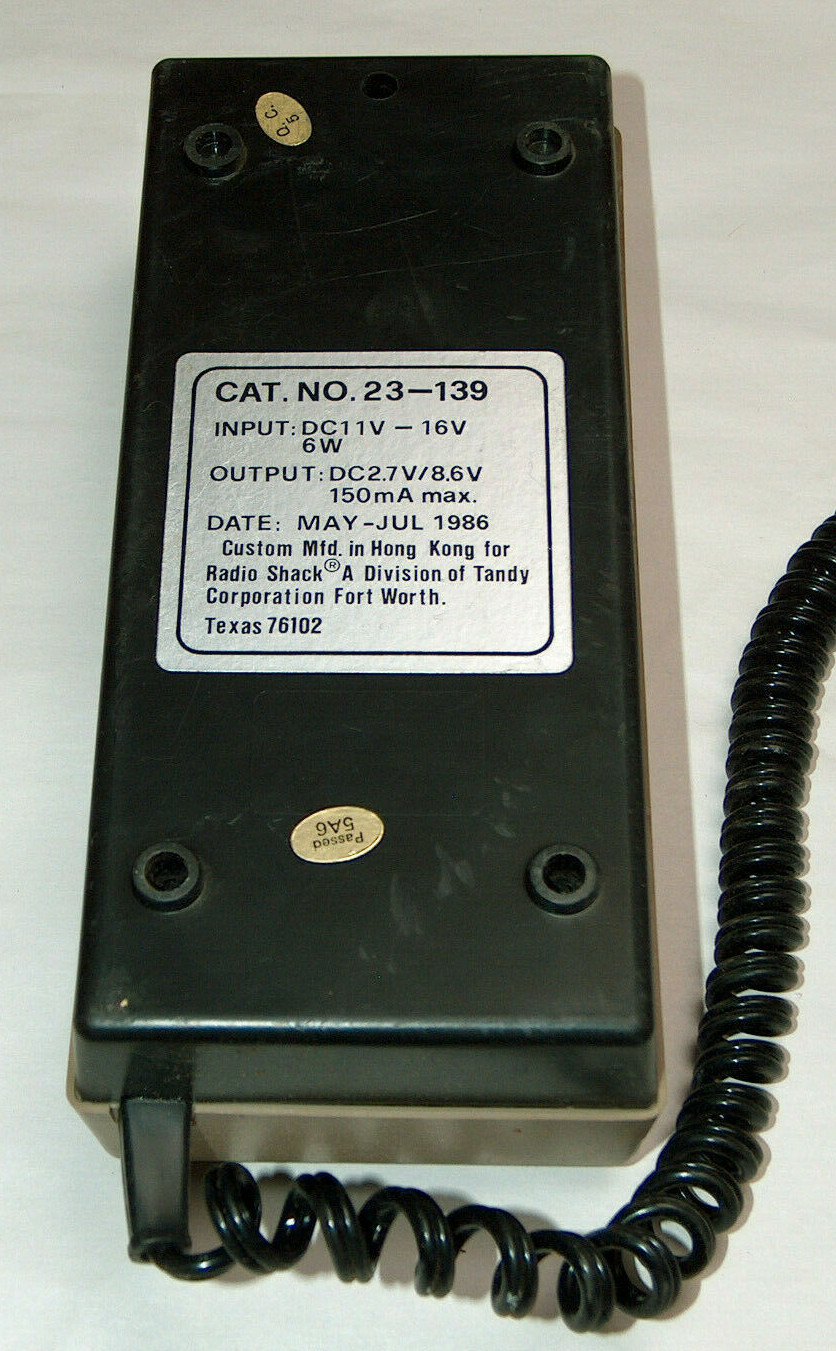 Q.C.
5
CAT. NO. 23–139
INPUT: DC11V – 16V
6W
OUTPUT: DC2.7V/8.6V
150mA max.
DATE: MAY-JUL 1986
Custom Mfd. in Hong Kong for
Radio Shack® A Division of Tandy
Corporation Fort Worth.
Texas 76102
Passed
5A6